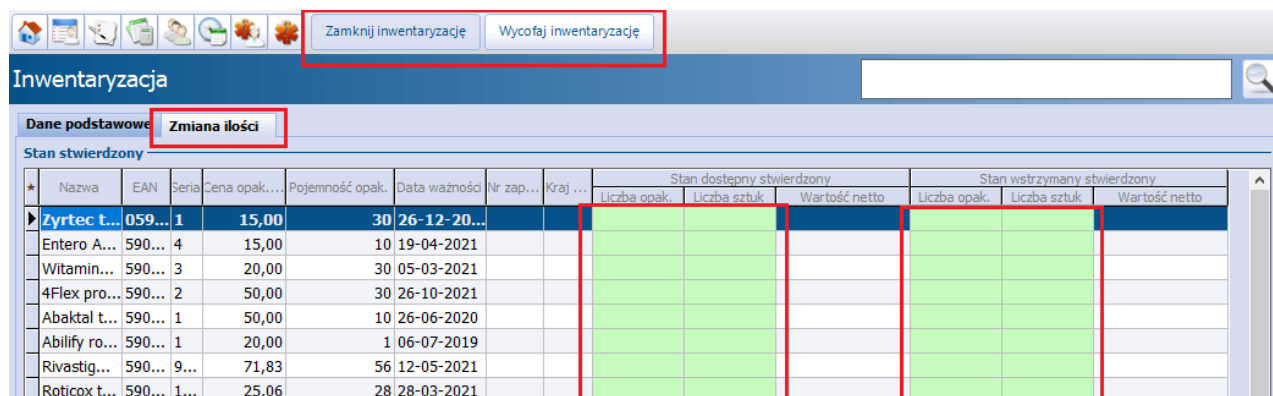 Zamknij inwentaryzację Wycofaj inwentaryzację
Inwentaryzacja
Dane podstawowe Zmiana ilości
Stan stwierdzony
Stan dostępny stwierdzony Stan wstrzymany stwierdzony
* Nazwa EAN Seria Cena opak.... Pojemność opak. Data ważności Nr zap... Kraj ... Liczba opak. Liczba sztuk Wartość netto Liczba opak. Liczba sztuk Wartość netto
Zyrtec t... 059... 1 15,00 30 26-12-20...
Entero A... 590... 4 15,00 10 19-04-2021
Witamin... 590... 3 20,00 30 05-03-2021
4Flex pro... 590... 2 50,00 30 26-10-2021
Abaktal t... 590... 1 50,00 10 26-06-2020
Abilify ro... 590... 1 20,00 1 06-07-2019
Rivastig... 590... 9... 71,83 56 12-05-2021
Roticox t... 590... 1... 25,06 28 28-03-2021